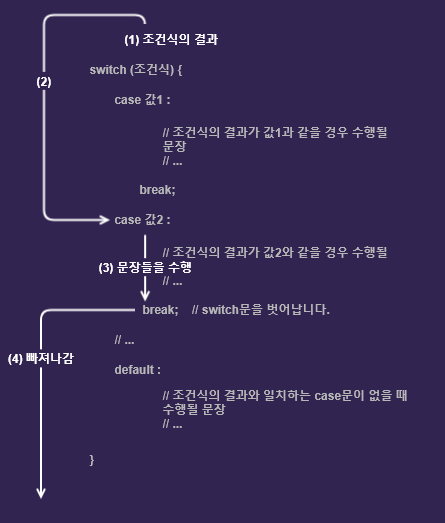 (1) 조건식의 결과
switch (조건식) {
(2)
case 값1 :
// 조건식의 결과가 값1과 같을 경우 수행될
문장
// ...
break;
case 값2 :
// 조건식의 결과가 값2와 같을 경우 수행될
(3) 문장들을 수행
// ...
break; // switch문을 벗어납니다.
// ...
(4) 빠져나감
default :
// 조건식의 결과와 일치하는 case문이 없을 때
수행될 문장
// ...
}